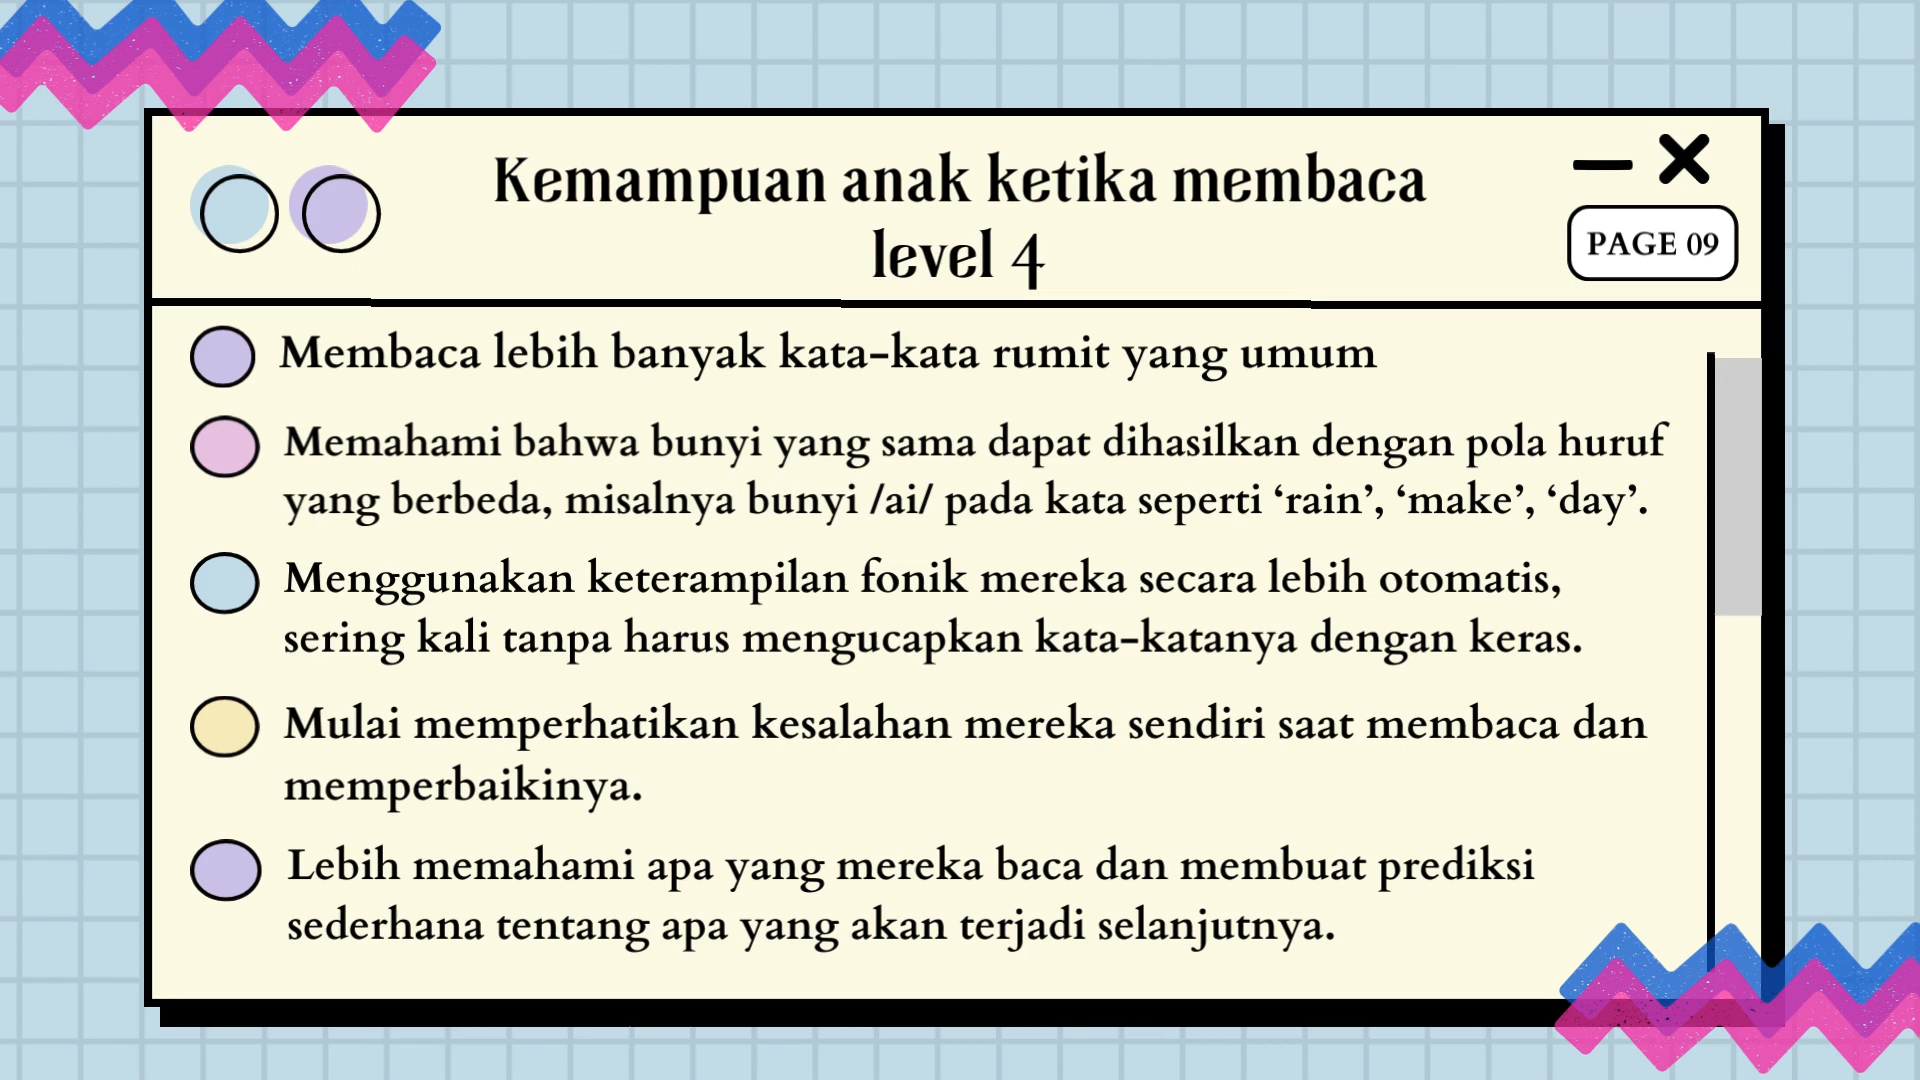 Kemampuan anak ketika membaca
level 4
PAGE 09
Membaca lebih banyak kata-kata rumit yang umum
Memahami bahwa bunyi yang sama dapat dihasilkan dengan pola huruf
yang berbeda, misalnya bunyi /ai/ pada kata seperti ‘rain’, ‘make’, ‘day’.
Menggunakan keterampilan fonik mereka secara lebih otomatis,
sering kali tanpa harus mengucapkan kata-katanya dengan keras.
Mulai memperhatikan kesalahan mereka sendiri saat membaca dan
memperbaikinya.
Lebih memahami apa yang mereka baca dan membuat prediksi
sederhana tentang apa yang akan terjadi selanjutnya.